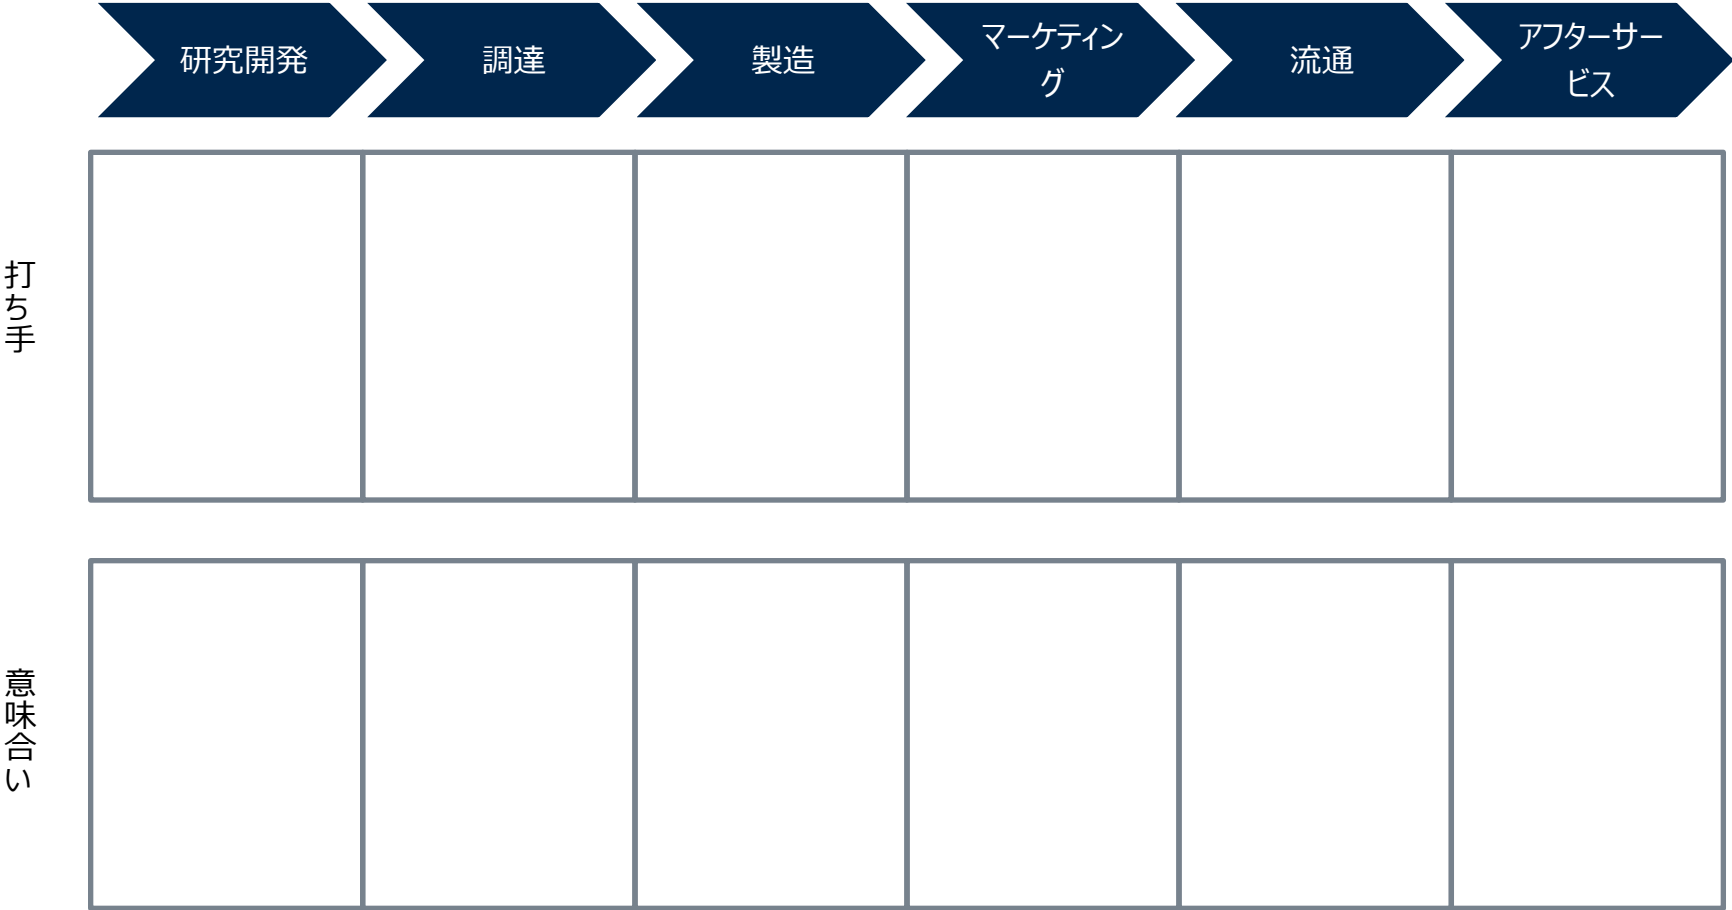 研究開発
調達
製造
マーケティン
グ
流通
アフターサー
ビス
打ち手
意味合い